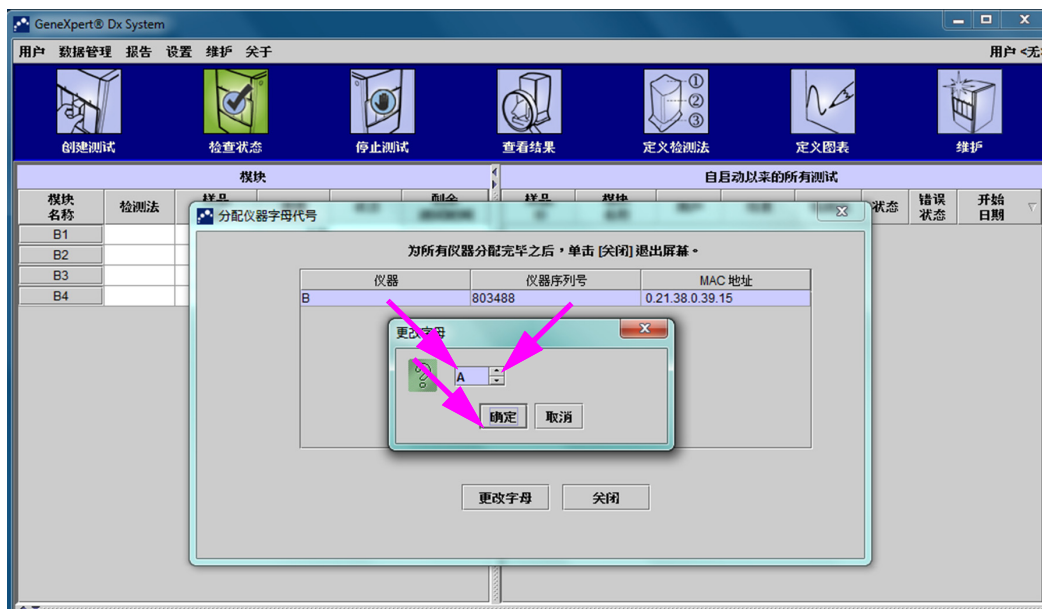 GeneXpert® Dx System
用户 数据管理 报告 设置 维护 关于 用户 <无
创建测试 检查状态 停止测试 查看结果 定义检测法 定义图表 维护
模块 自启动以来的所有测试
模块名称 检测法 样品 剩余 样品 模块 状态 错误状态 开始日期
分配仪器字母代号
B1
B2
B3
B4
为所有仪器分配完毕之后，单击 [关闭] 退出屏幕。
仪器 仪器序列号 MAC 地址
B 803488 0.21.38.0.39.15
更改字母
A
确定 取消
更改字母 关闭